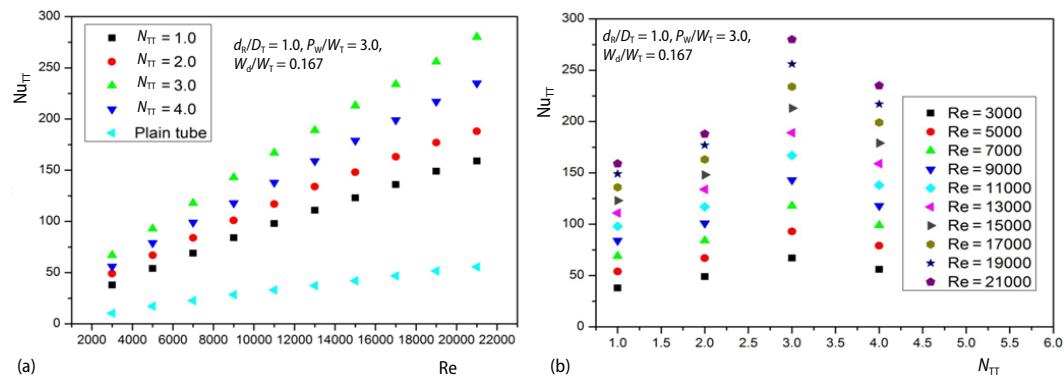 300
250
200
150
100
50
0
Nu_TT
N_TT = 1.0
N_TT = 2.0
N_TT = 3.0
N_TT = 4.0
Plain tube
d_R/D_T = 1.0, P_W/W_T = 3.0,
W_d/W_T = 0.167
2000 4000 6000 8000 10000 12000 14000 16000 18000 20000 22000
(a)
Re
300
250
200
150
100
50
0
Nu_TT
d_R/D_T = 1.0, P_W/W_T = 3.0,
W_d/W_T = 0.167
Re = 3000
Re = 5000
Re = 7000
Re = 9000
Re = 11000
Re = 13000
Re = 15000
Re = 17000
Re = 19000
Re = 21000
1.0 1.5 2.0 2.5 3.0 3.5 4.0 4.5 5.0 5.5 6.0
(b)
N_TT